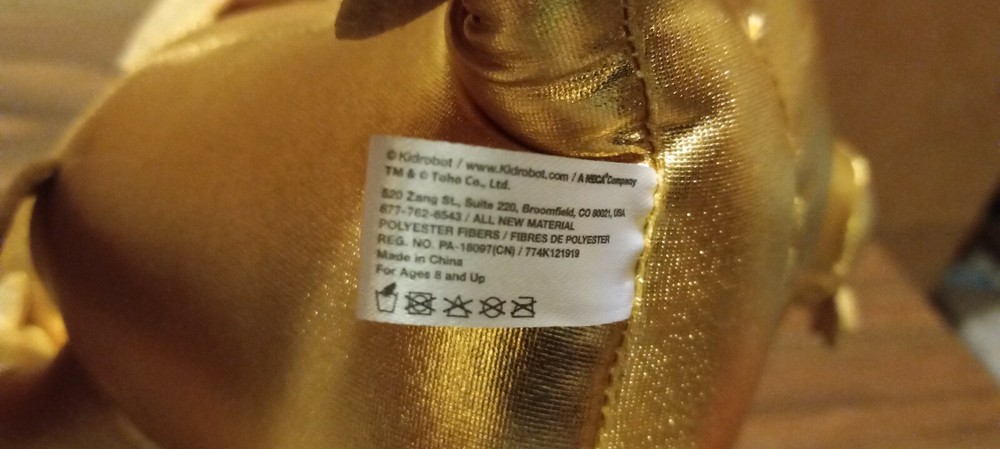 © Kidrobot / www.Kidrobot.com / A NECA® Company
TM & © Toho Co., Ltd.
520 Zang St., Suite 220, Broomfield, CO 80021, USA
877-762-6543 / ALL NEW MATERIAL
POLYESTER FIBERS / FIBRES DE POLYESTER
REG. NO. PA-18097(CN) / 774K121919
Made in China
For Ages 8 and Up